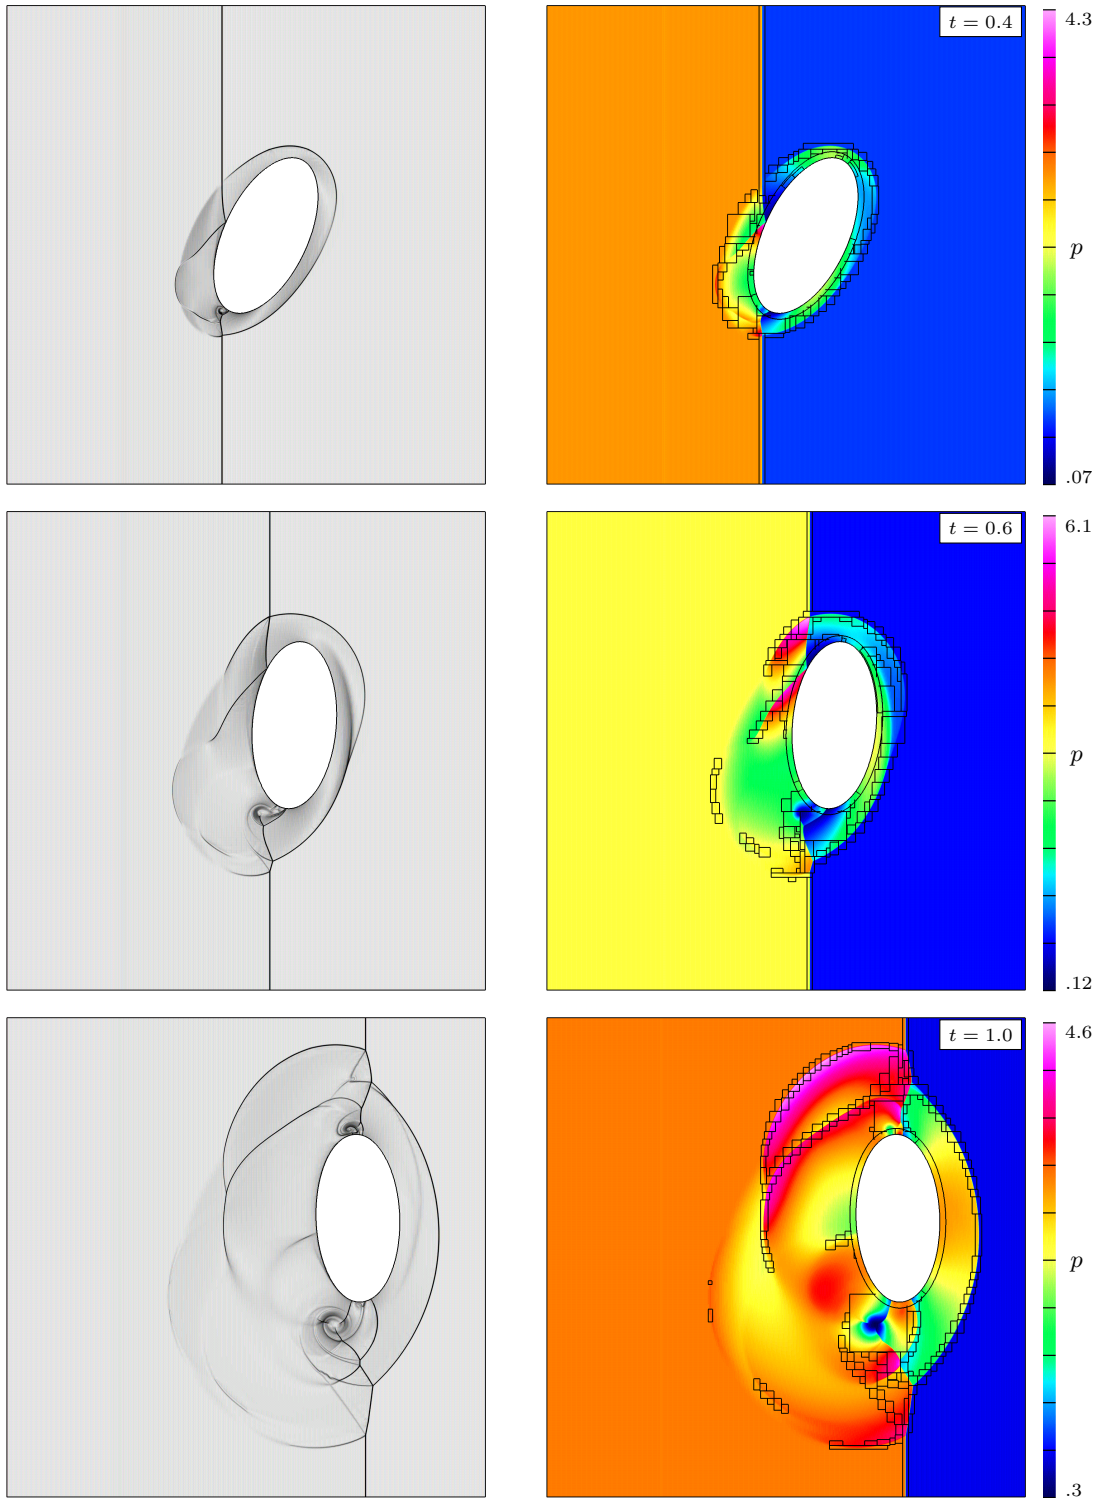 t = 0.4
4.3
p
.07
t = 0.6
6.1
p
.12
t = 1.0
4.6
p
.3